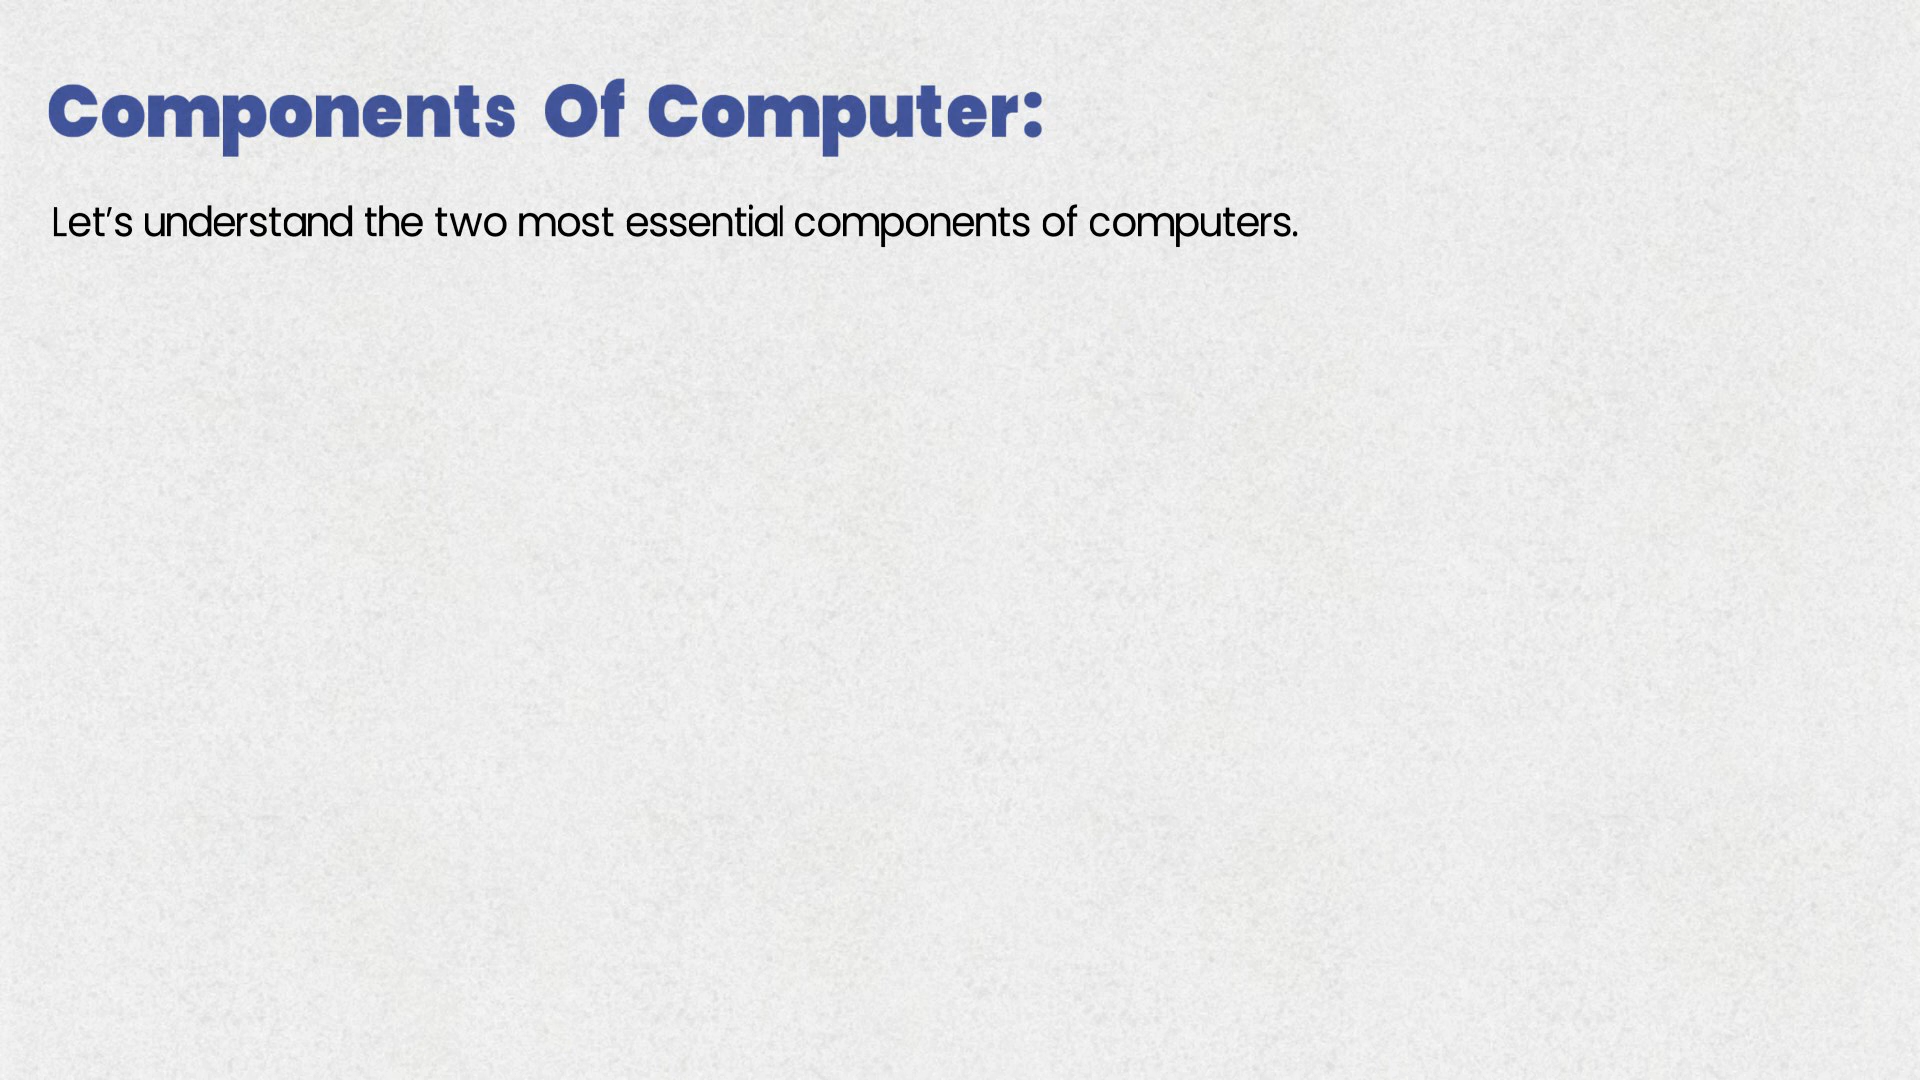 Components Of Computer:
Let’s understand the two most essential components of computers.